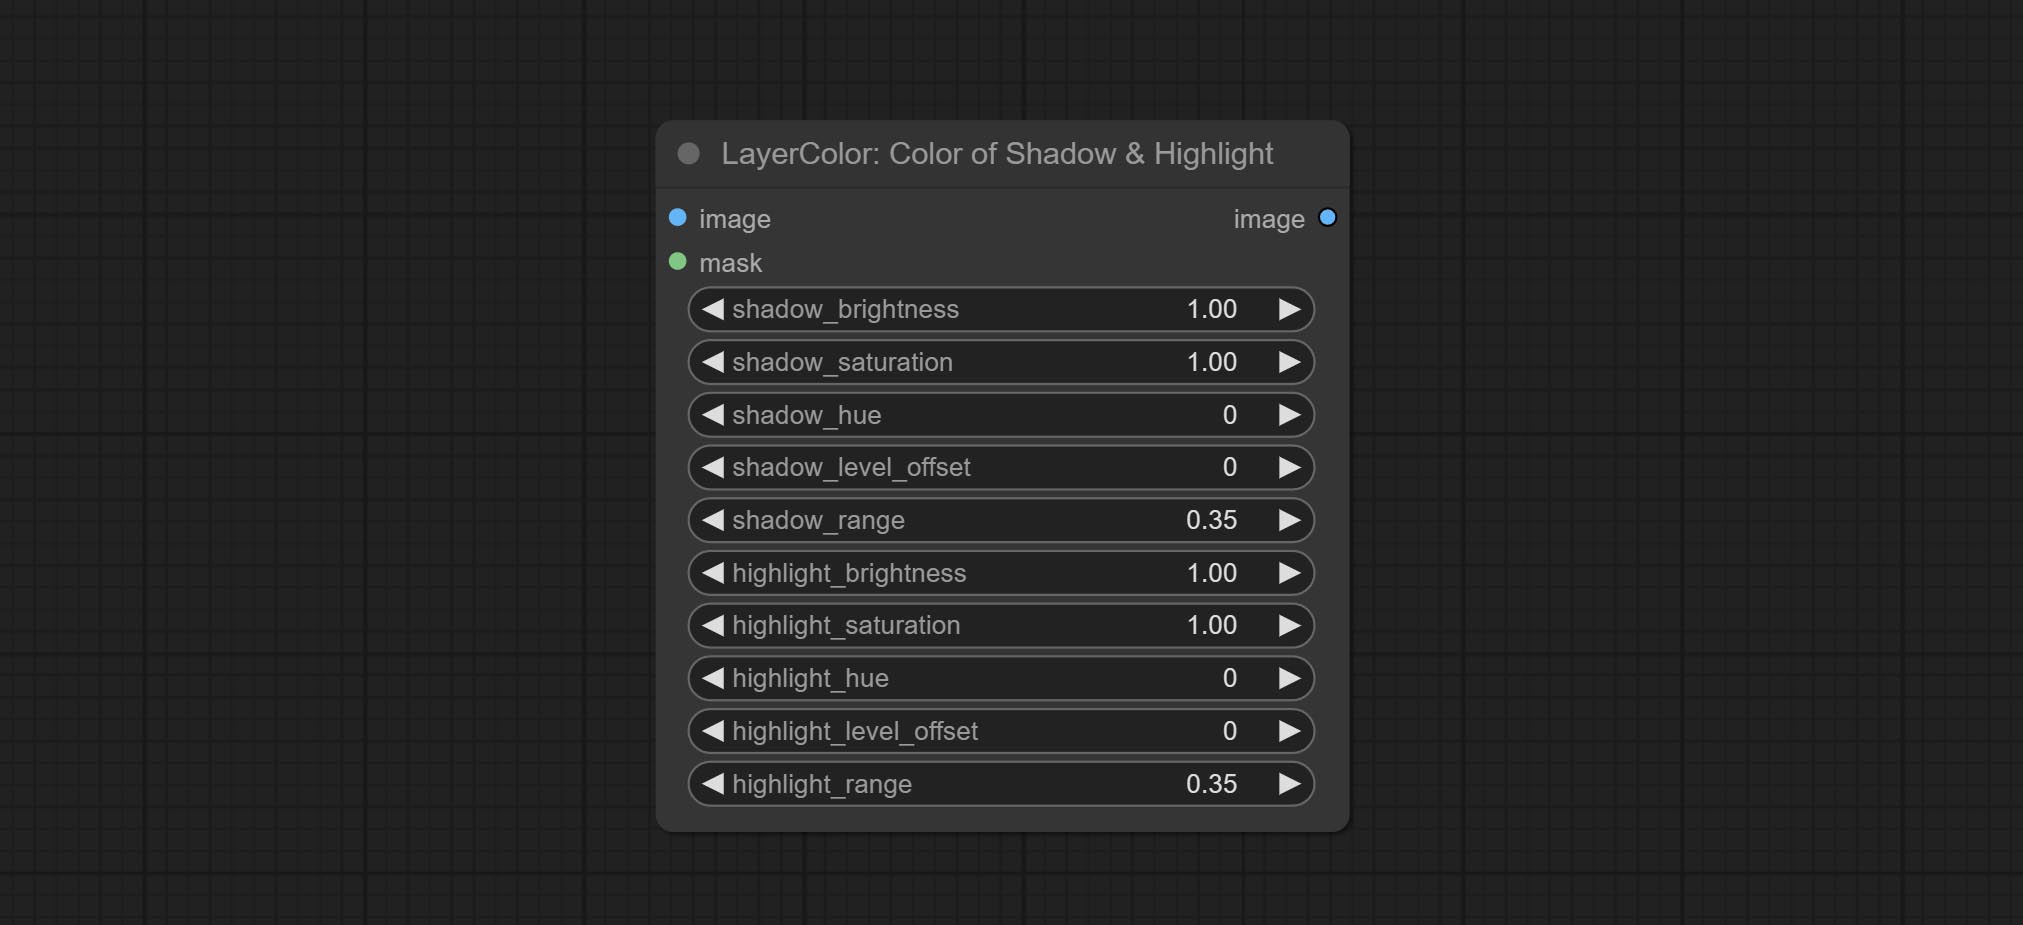 LayerColor: Color of Shadow & Highlight
image image
mask
shadow_brightness 1.00
shadow_saturation 1.00
shadow_hue 0
shadow_level_offset 0
shadow_range 0.35
highlight_brightness 1.00
highlight_saturation 1.00
highlight_hue 0
highlight_level_offset 0
highlight_range 0.35